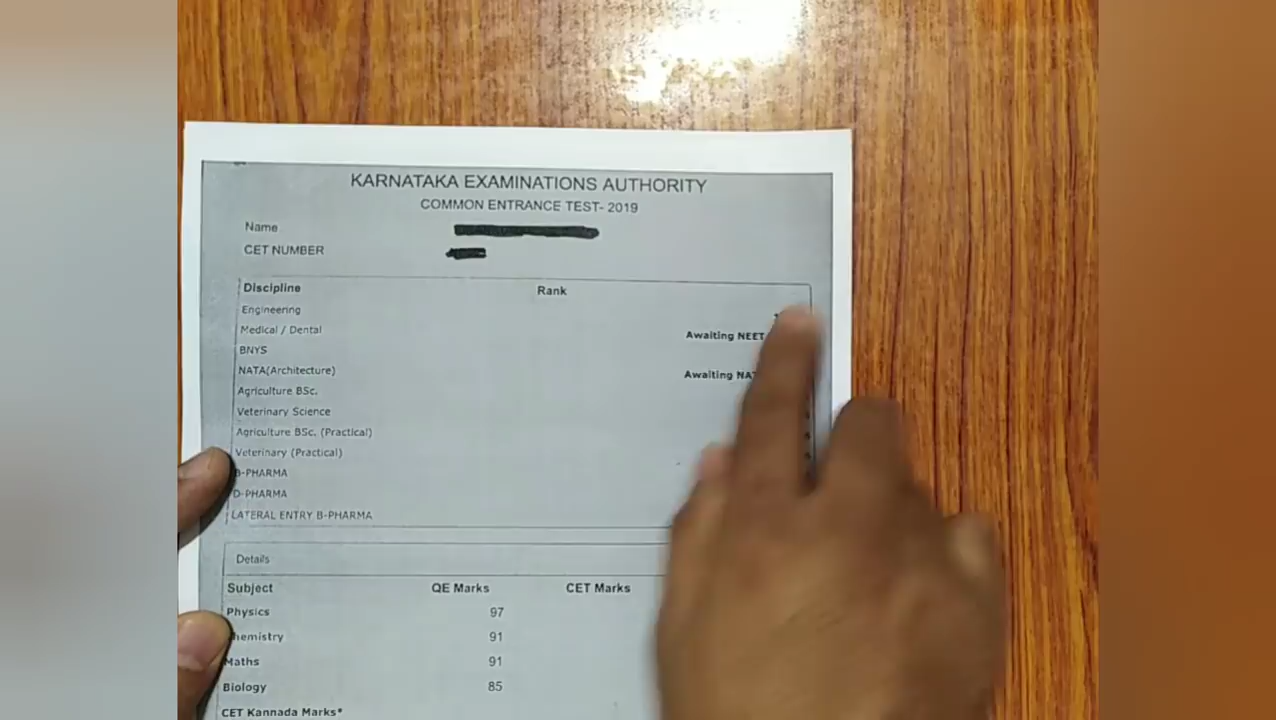 KARNATAKA EXAMINATIONS AUTHORITY
COMMON ENTRANCE TEST- 2019
Name
CET NUMBER
Discipline Rank
Engineering
Medical / Dental Awaiting NEET
BNYS
NATA(Architecture) Awaiting
Agriculture BSc.
Veterinary Science
Agriculture BSc. (Practical)
Veterinary (Practical)
B-PHARMA
D-PHARMA
LATERAL ENTRY B-PHARMA
Details
Subject QE Marks CET Marks
Physics 97
Chemistry 91
Maths 91
Biology 85
CET Kannada Marks*